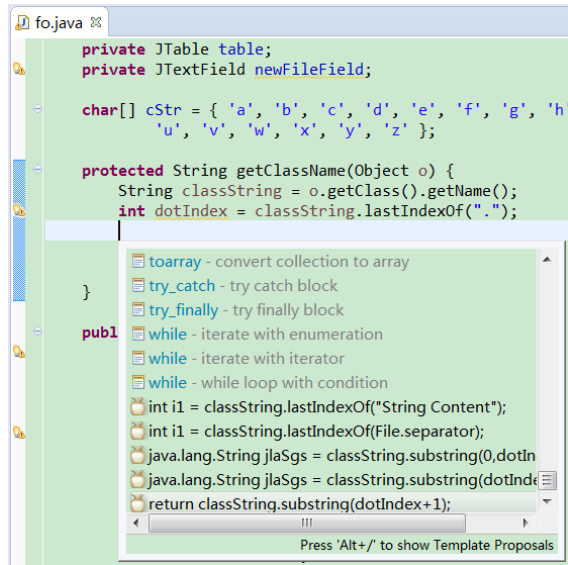 fo.java
private JTable table;
private JTextField newFileField;
char[] cStr = { 'a', 'b', 'c', 'd', 'e', 'f', 'g', 'h'
'u', 'v', 'w', 'x', 'y', 'z' };
protected String getClassName(Object o) {
String classString = o.getClass().getName();
int dotIndex = classString.lastIndexOf(".");
toarray - convert collection to array
try_catch - try catch block
}
try_finally - try finally block
publ
while - iterate with enumeration
while - iterate with iterator
while - while loop with condition
int i1 = classString.lastIndexOf("String Content");
int i1 = classString.lastIndexOf(File.separator);
java.lang.String jlaSgs = classString.substring(0,dotIn
java.lang.String jlaSgs = classString.substring(dotInde
return classString.substring(dotIndex+1);
Press 'Alt+/' to show Template Proposals